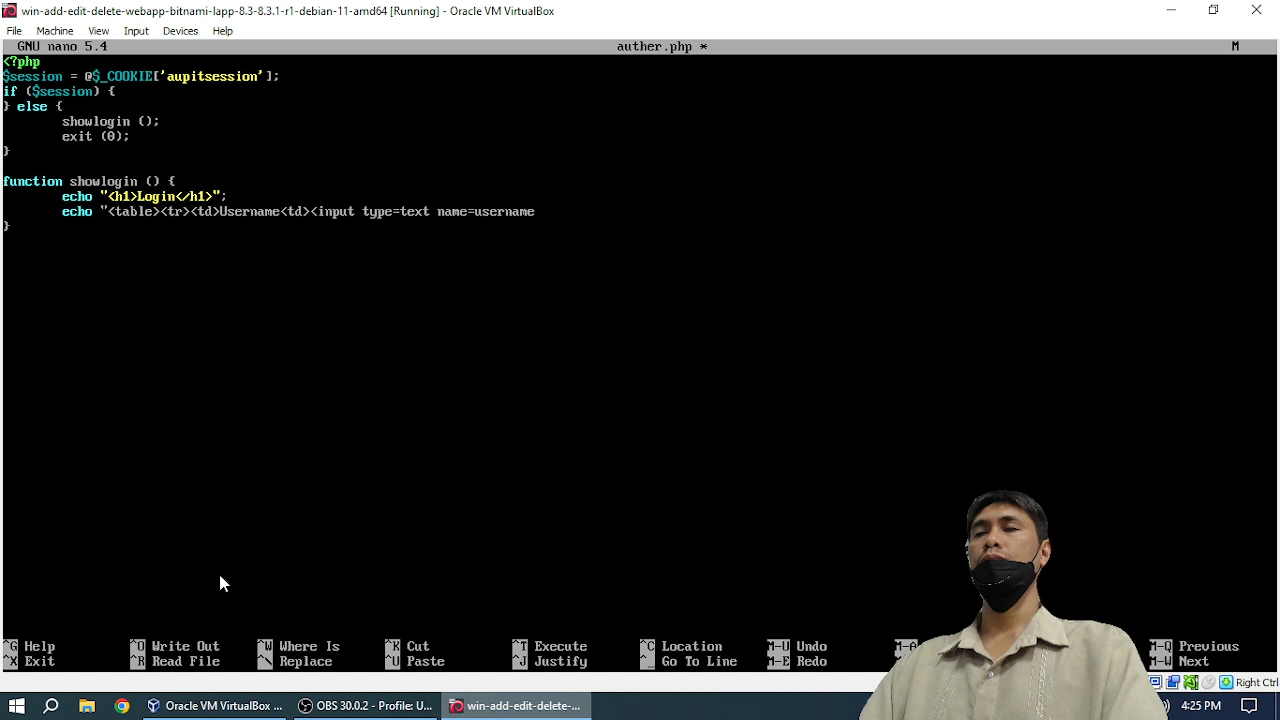 win-add-edit-delete-webapp-bitnami-lapp-8.3-8.3.1-r1-debian-11-amd64 [Running] - Oracle VM VirtualBox
File Machine View Input Devices Help
GNU nano 5.4 auther.php * M
<?php
$session = @$_COOKIE['aupitsession'];
if ($session) {
} else {
showlogin ();
exit (0);
}
function showlogin () {
echo "<h1>Login</h1>";
echo "<table><tr><td>Username<td><input type=text name=username
}
^G Help ^O Write Out ^W Where Is ^K Cut ^T Execute ^C Location M-U Undo M-A M-Q Previous
^X Exit ^R Read File ^\ Replace ^U Paste ^J Justify ^_ Go To Line M-E Redo M-W Next
Right Ctrl
Oracle VM VirtualBox ... OBS 30.0.2 - Profile: U... win-add-edit-delete-... 4:25 PM